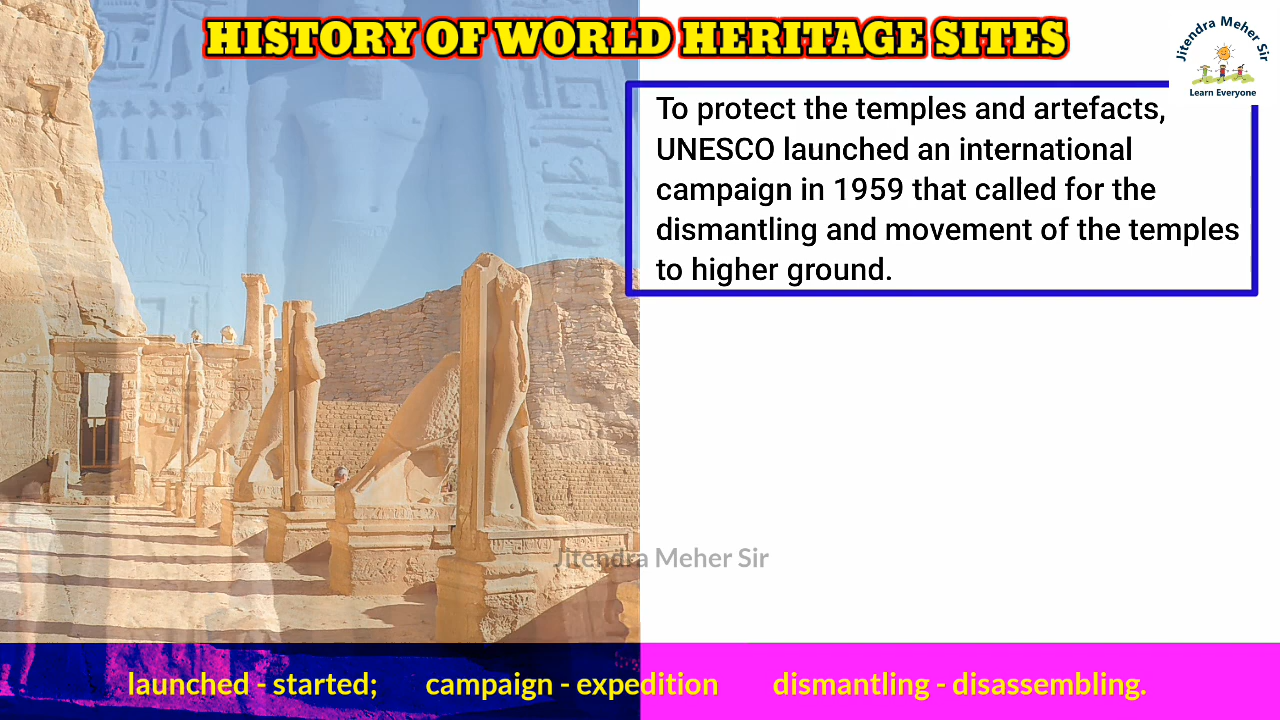 HISTORY OF WORLD HERITAGE SITES
Jitendra Meher Sir
Learn Everyone
To protect the temples and artefacts,
UNESCO launched an international
campaign in 1959 that called for the
dismantling and movement of the temples
to higher ground.
Jitendra Meher Sir
launched - started; campaign - expedition dismantling - disassembling.